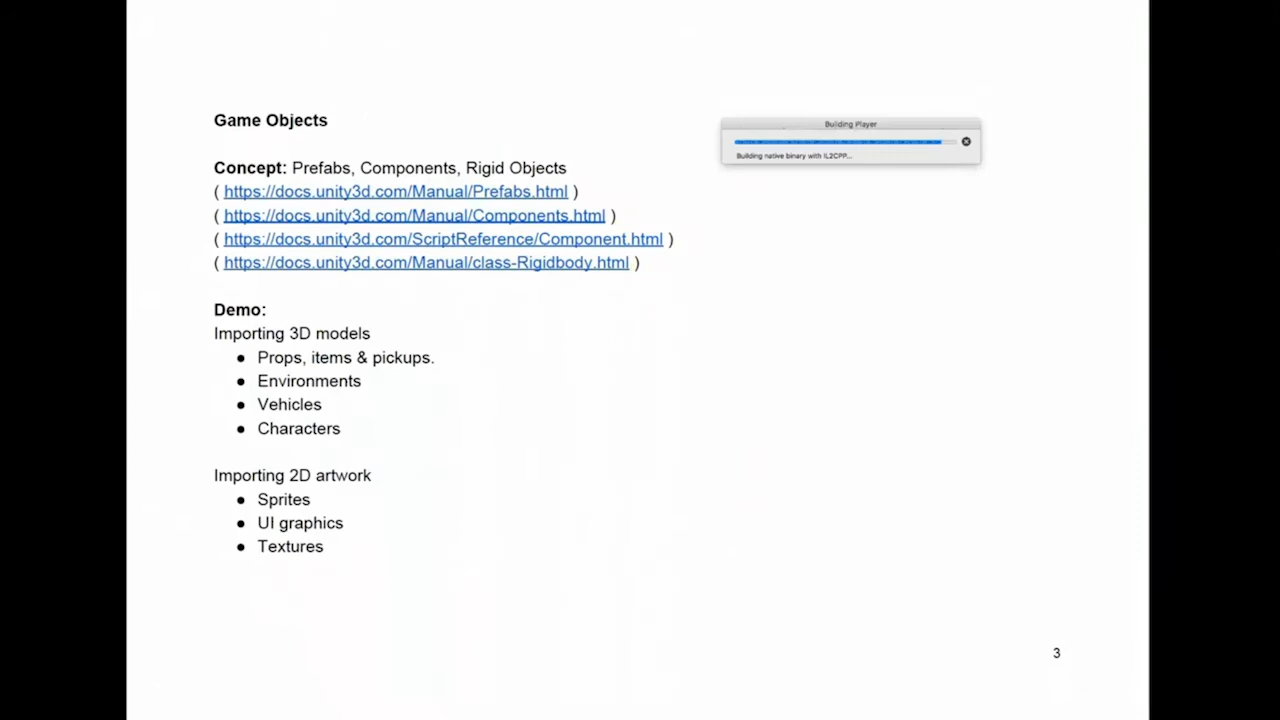 Game Objects
Concept: Prefabs, Components, Rigid Objects
( https://docs.unity3d.com/Manual/Prefabs.html )
( https://docs.unity3d.com/Manual/Components.html )
( https://docs.unity3d.com/ScriptReference/Component.html )
( https://docs.unity3d.com/Manual/class-Rigidbody.html )
Demo:
Importing 3D models
● Props, items & pickups.
● Environments
● Vehicles
● Characters
Importing 2D artwork
● Sprites
● UI graphics
● Textures
Building Player
Building native binary with IL2CPP...
3